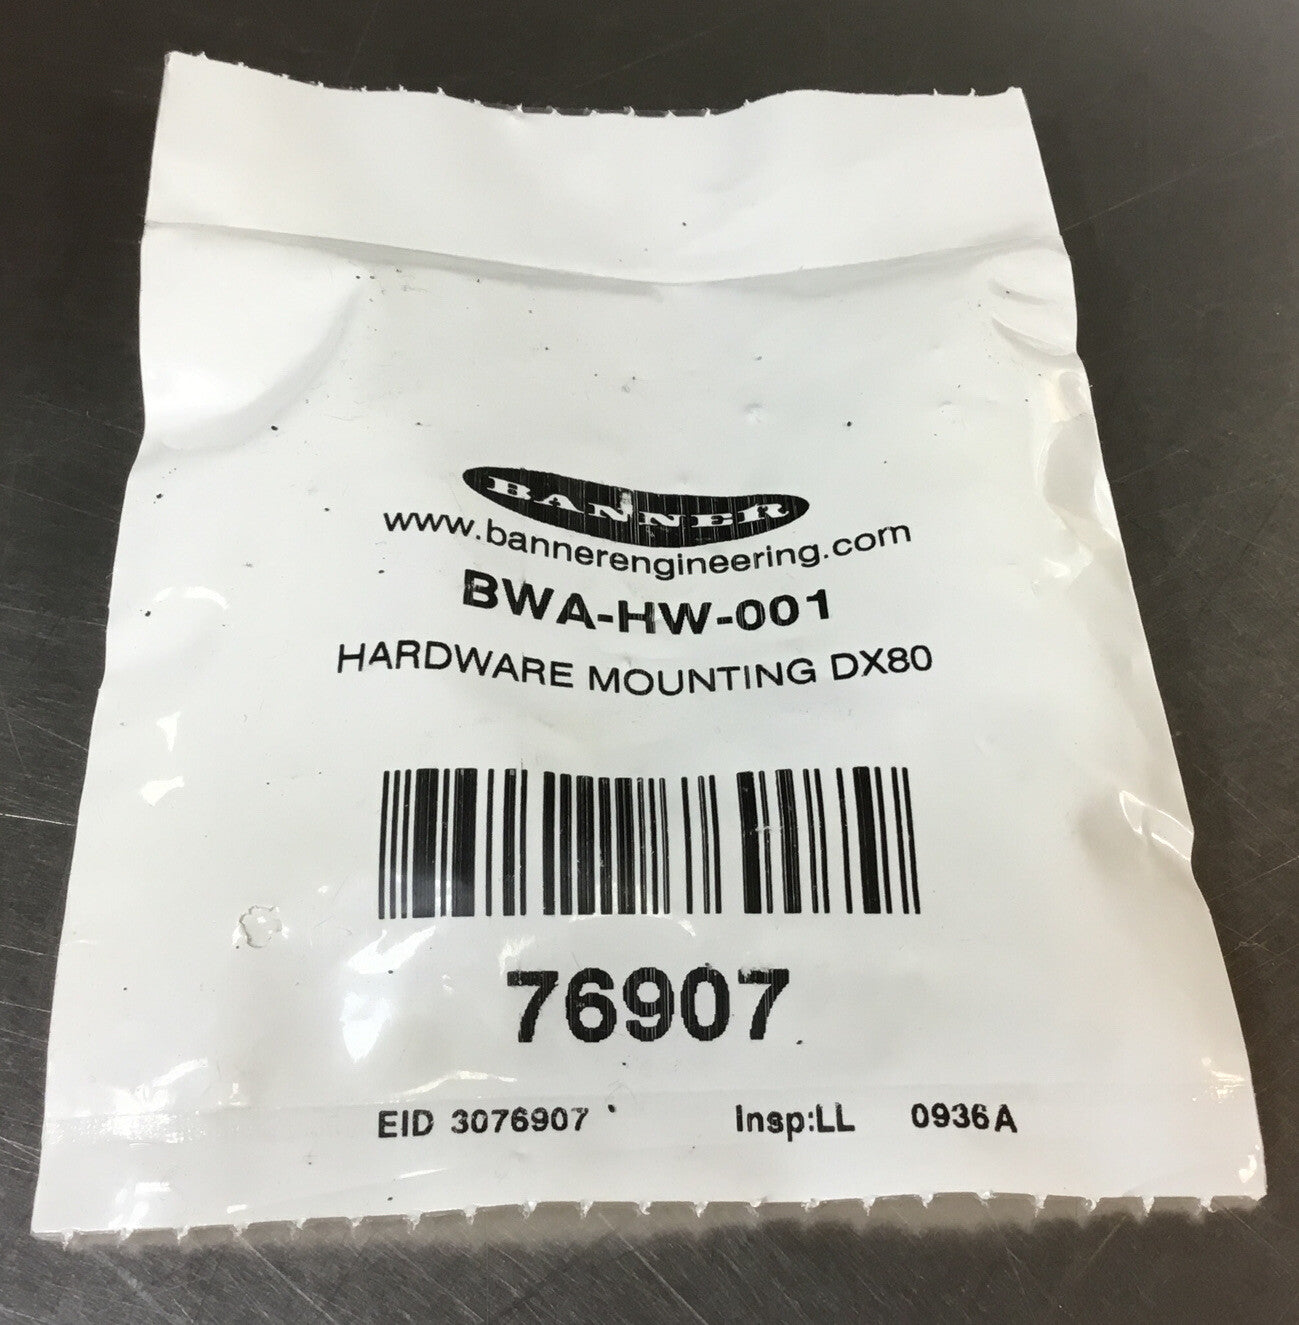 BANNER
www.bannerengineering.com
BWA-HW-001
HARDWARE MOUNTING DX80
76907
EID 3076907 Insp:LL 0936A